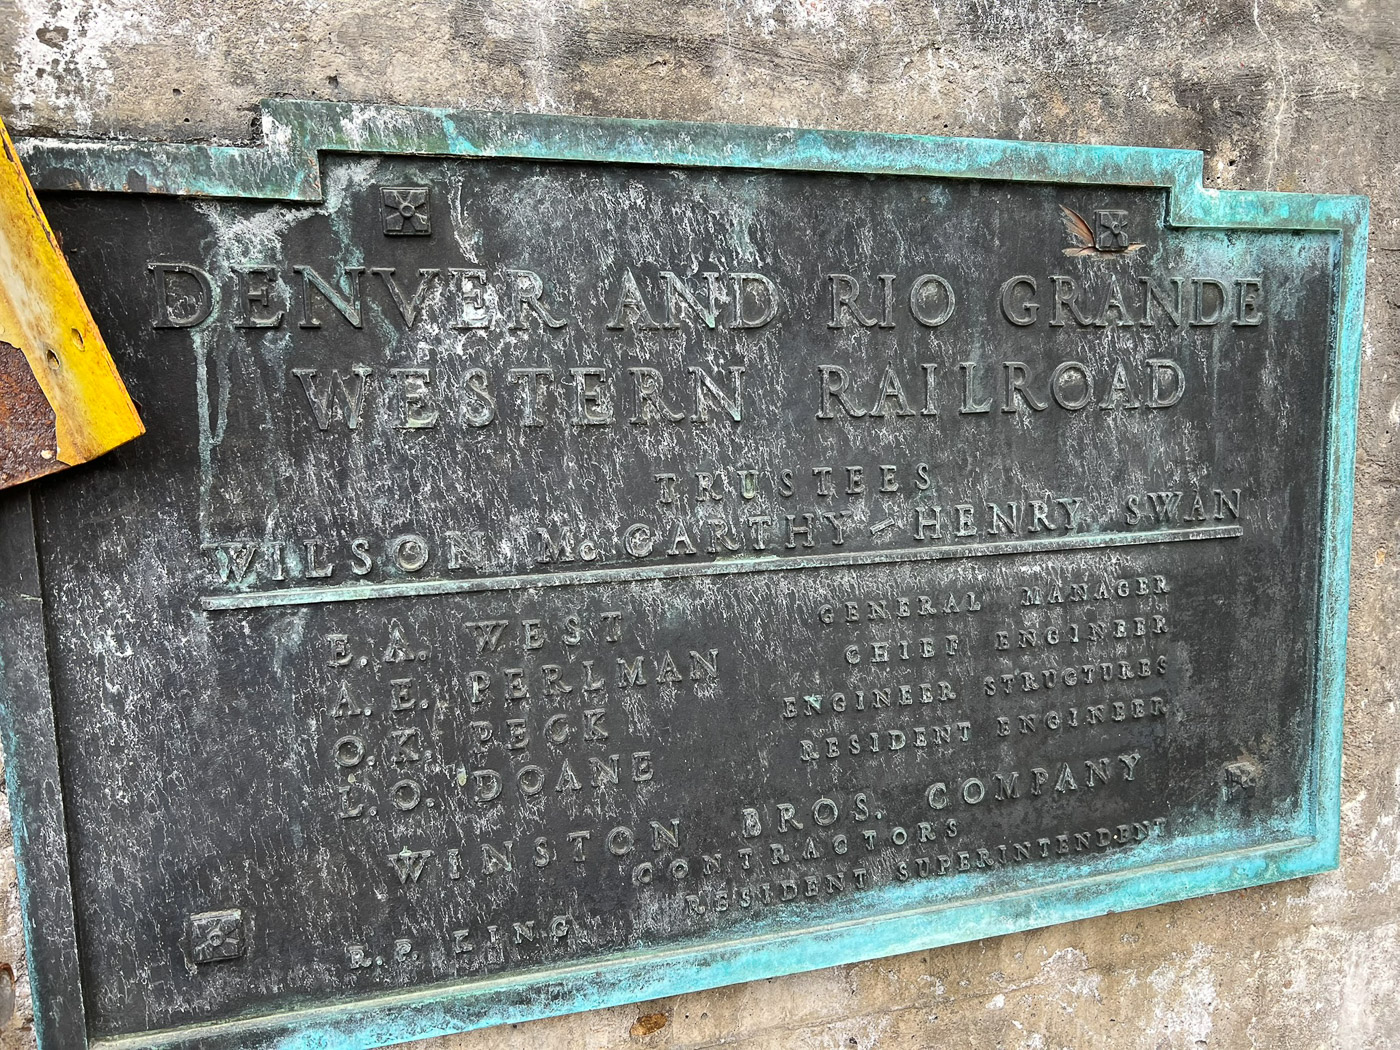 DENVER AND RIO GRANDE
WESTERN RAILROAD
TRUSTEES
WILSON McCARTHY – HENRY SWAN
E. A. WEST GENERAL MANAGER
A. E. PERLMAN CHIEF ENGINEER
O. K. PECK ENGINEER STRUCTURES
L. O. DOANE RESIDENT ENGINEER
WINSTON BROS. COMPANY
CONTRACTORS
R. P. KING RESIDENT SUPERINTENDENT